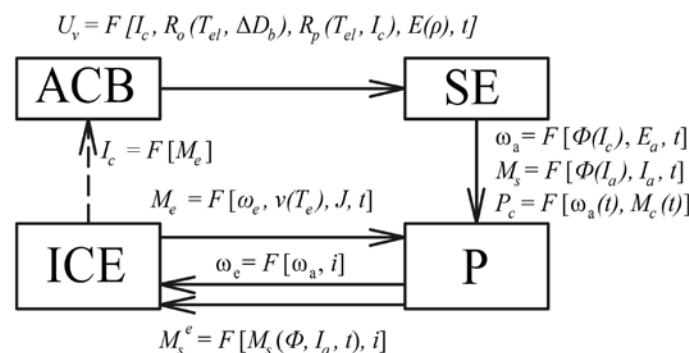 U_v = F [I_c, R_o(T_el, ΔD_b), R_p(T_el, I_c), E(ρ), t]
ACB
SE
I_c = F[M_e]
ω_a = F[Φ(I_c), E_a, t]
M_s = F[Φ(I_a), I_a, t]
P_c = F[ω_a(t), M_c(t)]
M_e = F[ω_e, ν(T_e), J, t]
ICE
ω_e = F[ω_a, i]
P
M_s^e = F[M_s(Φ, I_a, t), i]